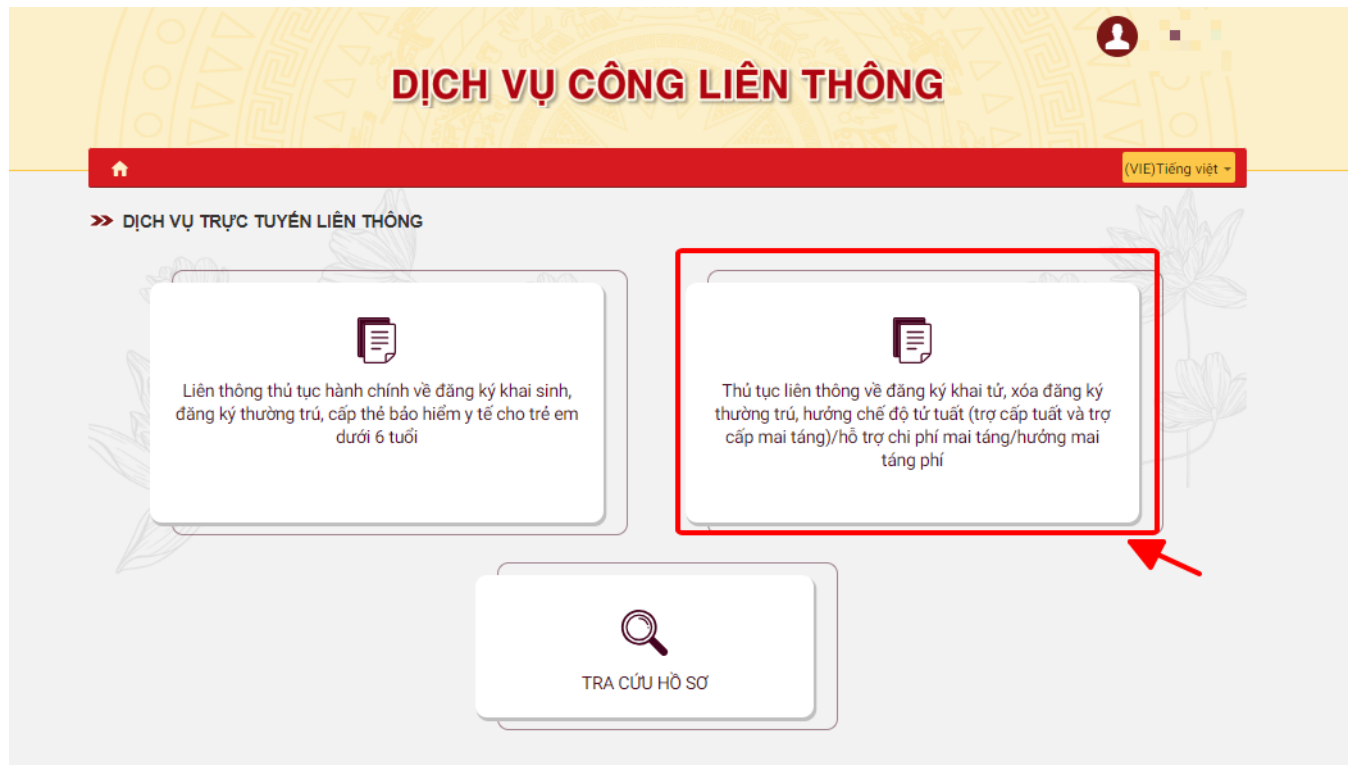 DỊCH VỤ CÔNG LIÊN THÔNG
(VIE)Tiếng việt
DỊCH VỤ TRỰC TUYẾN LIÊN THÔNG
Liên thông thủ tục hành chính về đăng ký khai sinh,
đăng ký thường trú, cấp thẻ bảo hiểm y tế cho trẻ em
dưới 6 tuổi
Thủ tục liên thông về đăng ký khai tử, xóa đăng ký
thường trú, hưởng chế độ tử tuất (trợ cấp tuất và trợ
cấp mai táng)/hỗ trợ chi phí mai táng/hưởng mai
táng phí
TRA CỨU HỒ SƠ